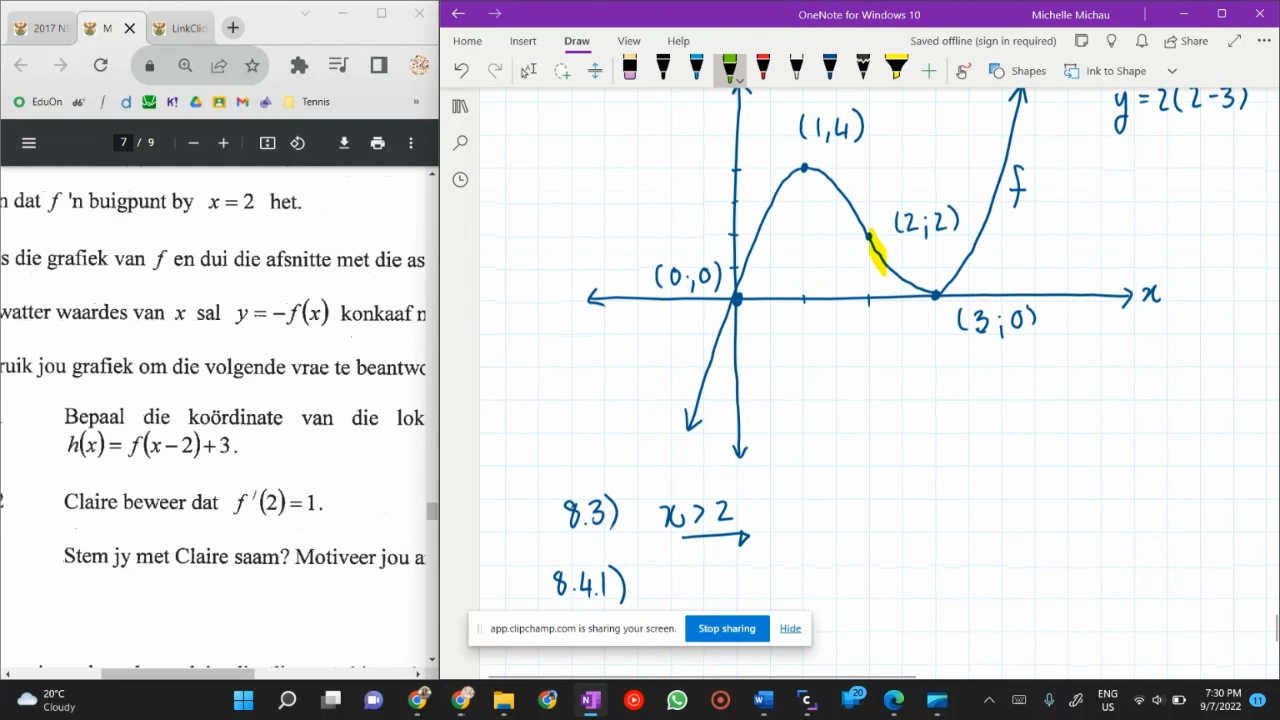 2017 NS
M
LinkClic
OneNote for Windows 10
Michelle Michau
Home Insert Draw View Help
Saved offline (sign in required)
Share
Ink to Shape
Shapes
EduOn
Tennis
7 / 9
n dat f 'n buigpunt by x = 2 het.
s die grafiek van f en dui die afsnitte met die as
watter waardes van x sal y = −f(x) konkaaf n
ruik jou grafiek om die volgende vrae te beantwo
Bepaal die koördinate van die lok
h(x) = f(x−2)+3.
Claire beweer dat f '(2) = 1.
Stem jy met Claire saam? Motiveer jou a
y = 2(2-3)
(1,4)
f
(2;2)
(0;0)
x
(3;0)
8.3) x > 2
8.4.1)
app.clipchamp.com is sharing your screen.
Stop sharing
Hide
20°C
Cloudy
20
ENG
US
7:30 PM
9/7/2022
11